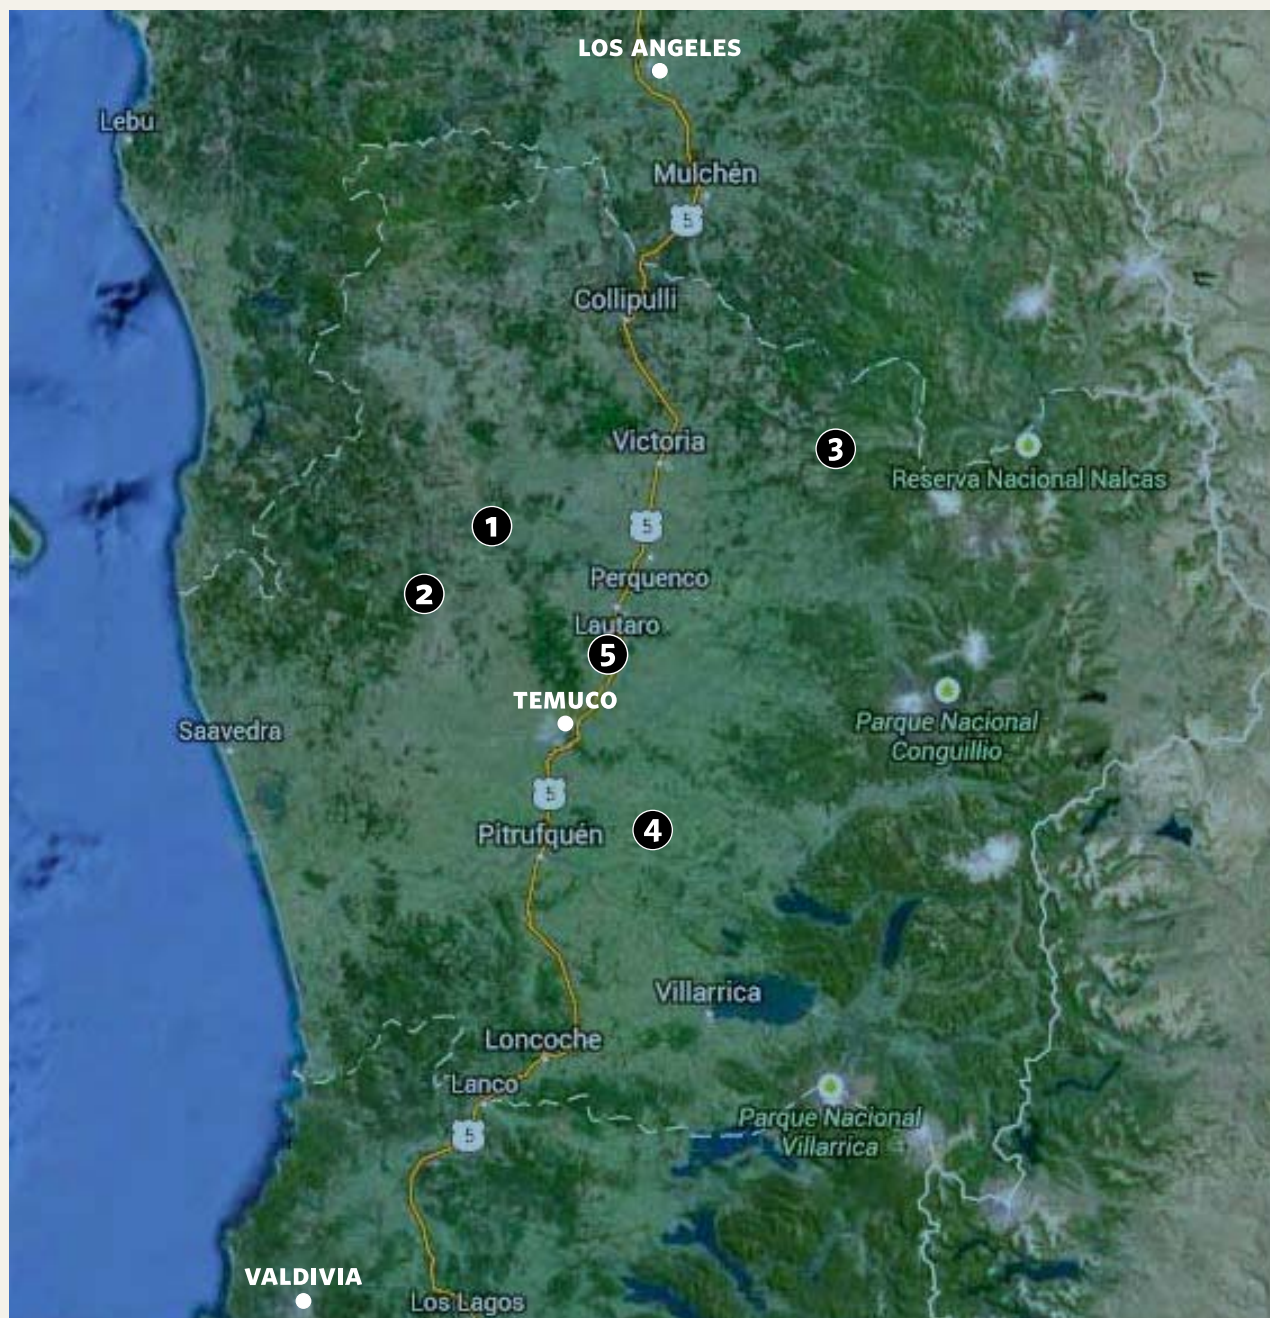 LOS ANGELES
Lebu
Mulchén
5
Collipulli
Victoria
3
Reserva Nacional Nalcas
1
5
Perquenco
2
Lautaro
5
TEMUCO
Parque Nacional
Conguillio
Saavedra
5
Pitrufquén
4
Villarrica
Loncoche
Lanco
Parque Nacional
Villarrica
5
VALDIVIA
Los Lagos